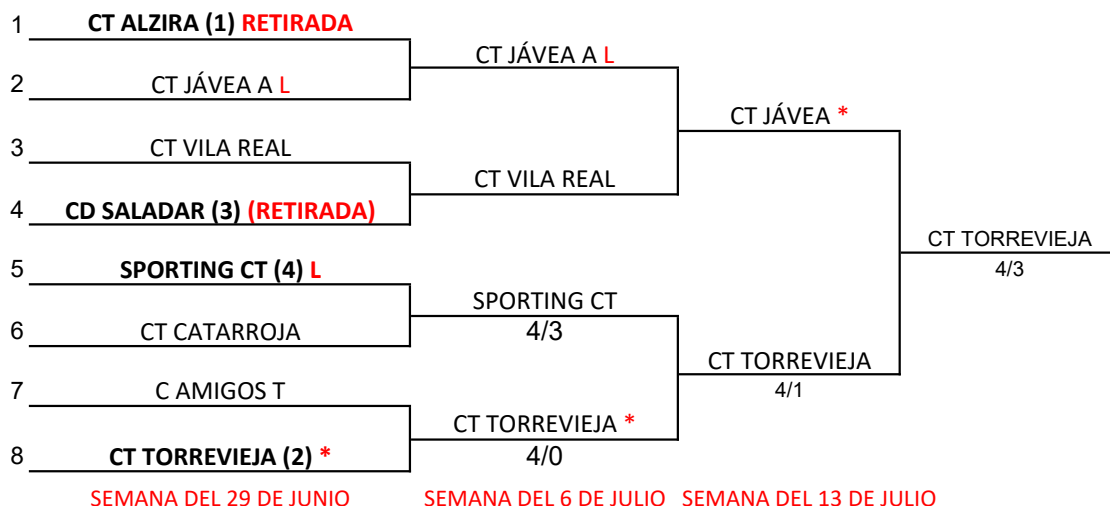 1 CT ALZIRA (1) RETIRADA
CT JÁVEA A L
2 CT JÁVEA A L
CT JÁVEA *
3 CT VILA REAL
CT VILA REAL
4 CD SALADAR (3) (RETIRADA)
CT TORREVIEJA
4/3
5 SPORTING CT (4) L
SPORTING CT
4/3
6 CT CATARROJA
CT TORREVIEJA
4/1
7 C AMIGOS T
CT TORREVIEJA *
4/0
8 CT TORREVIEJA (2) *
SEMANA DEL 29 DE JUNIO SEMANA DEL 6 DE JULIO SEMANA DEL 13 DE JULIO